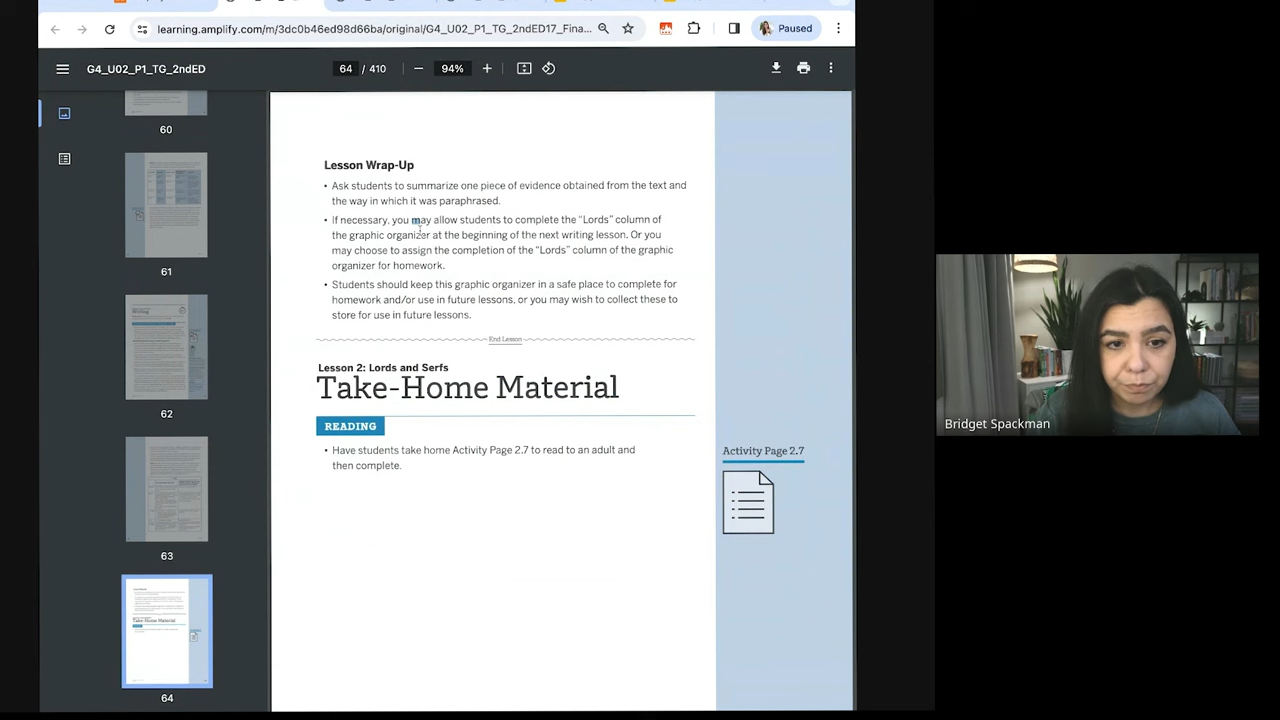 learning.amplify.com/m/3dc0b46ed98d66ba/original/G4_U02_P1_TG_2ndED17_Fina...
Paused
G4_U02_P1_TG_2ndED
64 / 410
94%
60
61
62
63
Take-Home Material
64
Lesson Wrap-Up
• Ask students to summarize one piece of evidence obtained from the text and
the way in which it was paraphrased.
• If necessary, you may allow students to complete the “Lords” column of
the graphic organizer at the beginning of the next writing lesson. Or you
may choose to assign the completion of the “Lords” column of the graphic
organizer for homework.
• Students should keep this graphic organizer in a safe place to complete for
homework and/or use in future lessons, or you may wish to collect these to
store for use in future lessons.
End Lesson
Lesson 2: Lords and Serfs
Take-Home Material
READING
• Have students take home Activity Page 2.7 to read to an adult and
then complete.
Activity Page 2.7
Bridget Spackman